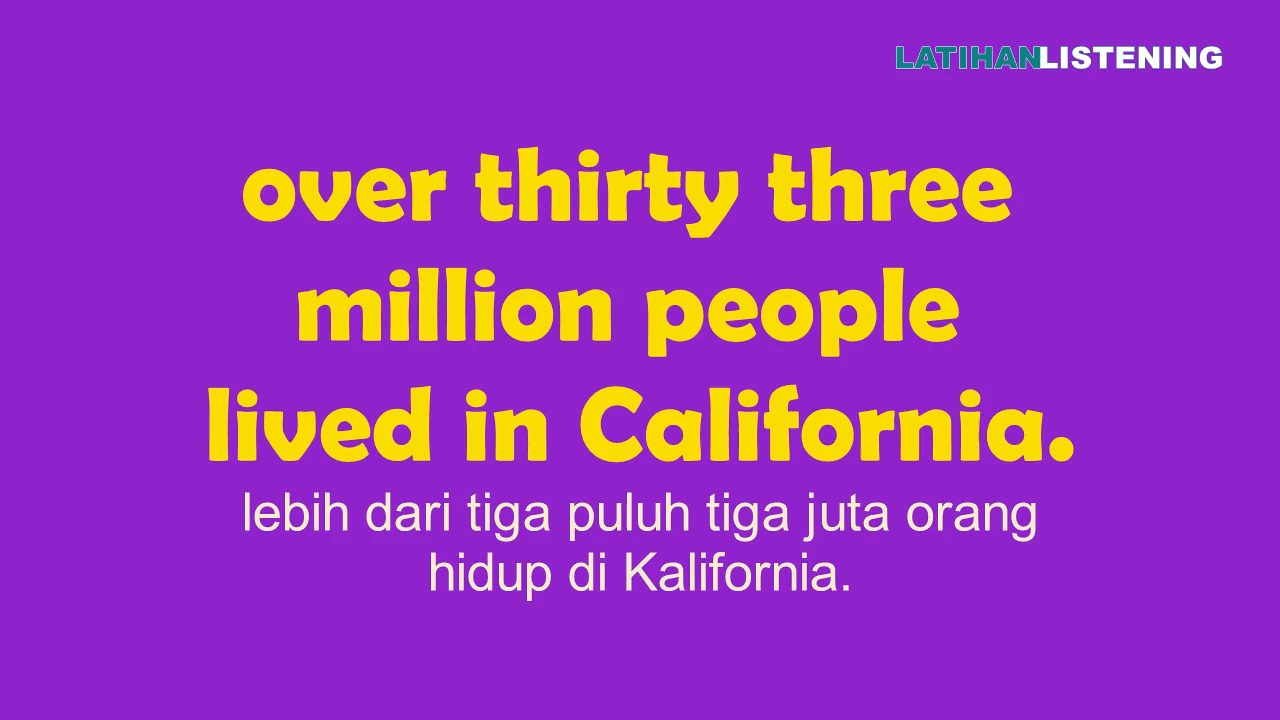 LATIHANLISTENING
over thirty three
million people
lived in California.
lebih dari tiga puluh tiga juta orang
hidup di Kalifornia.